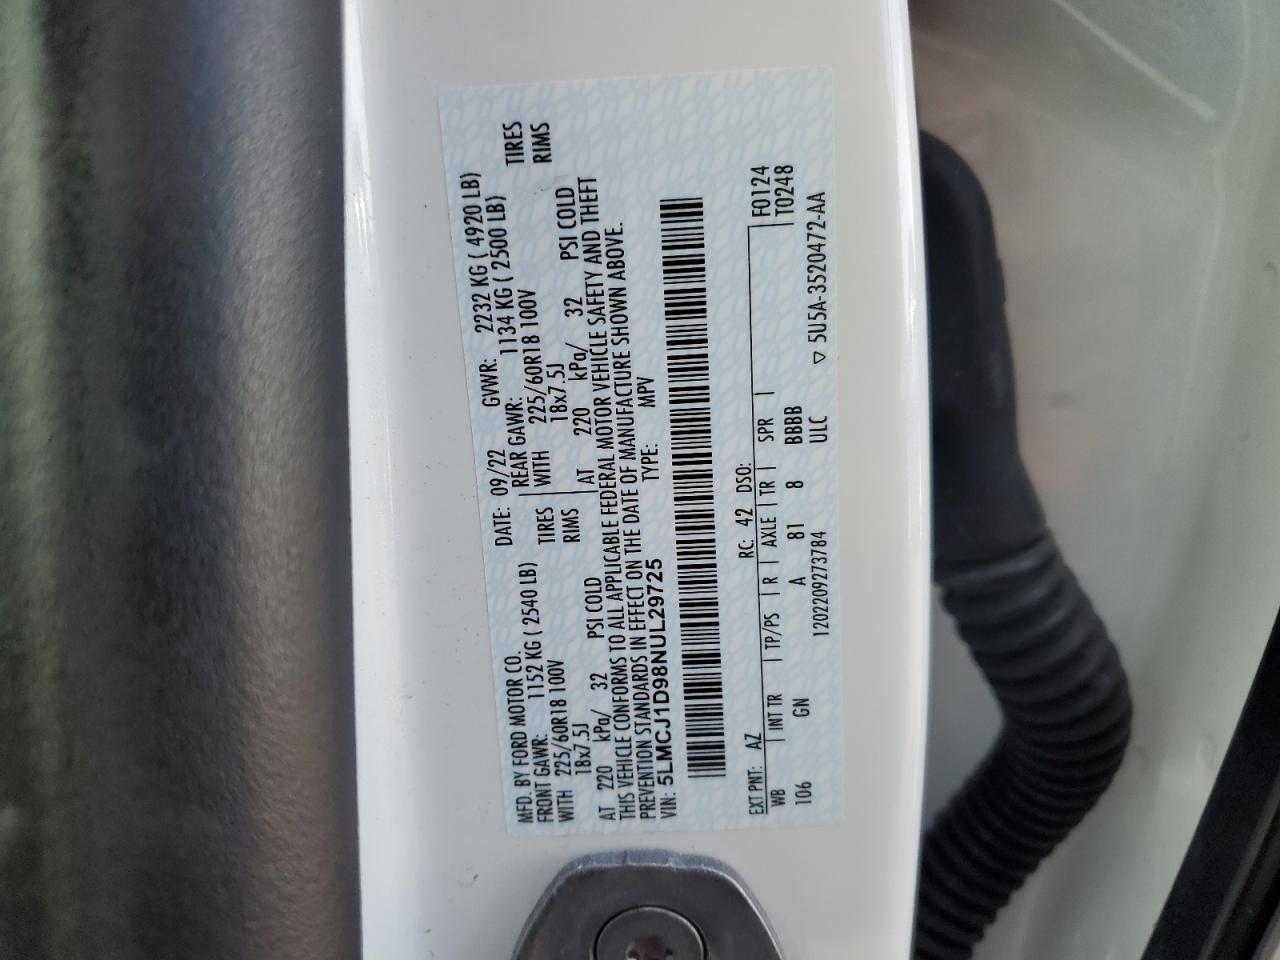 MFD. BY FORD MOTOR CO.
DATE: 09/22 GVWR: 2232 KG ( 4920 LB)
FRONT GAWR: 1152 KG ( 2540 LB)
REAR GAWR: 1134 KG ( 2500 LB)
WITH 225/60R18 100V TIRES
WITH 225/60R18 100V TIRES
18x7.5J RIMS
18x7.5J RIMS
AT 220 kPa/ 32 PSI COLD
AT 220 kPa/ 32 PSI COLD
THIS VEHICLE CONFORMS TO ALL APPLICABLE FEDERAL MOTOR VEHICLE SAFETY AND THEFT
PREVENTION STANDARDS IN EFFECT ON THE DATE OF MANUFACTURE SHOWN ABOVE.
VIN: 5LMCJ1D98NUL29725 TYPE: MPV
EXT PNT: AZ RC: 42 DSO: F0124
WB | INT TR | TP/PS | R | AXLE | TR | SPR | T0248
106 GN A 81 8 BBBB
1202209273784 ULC ▽ 5U5A-3520472-AA